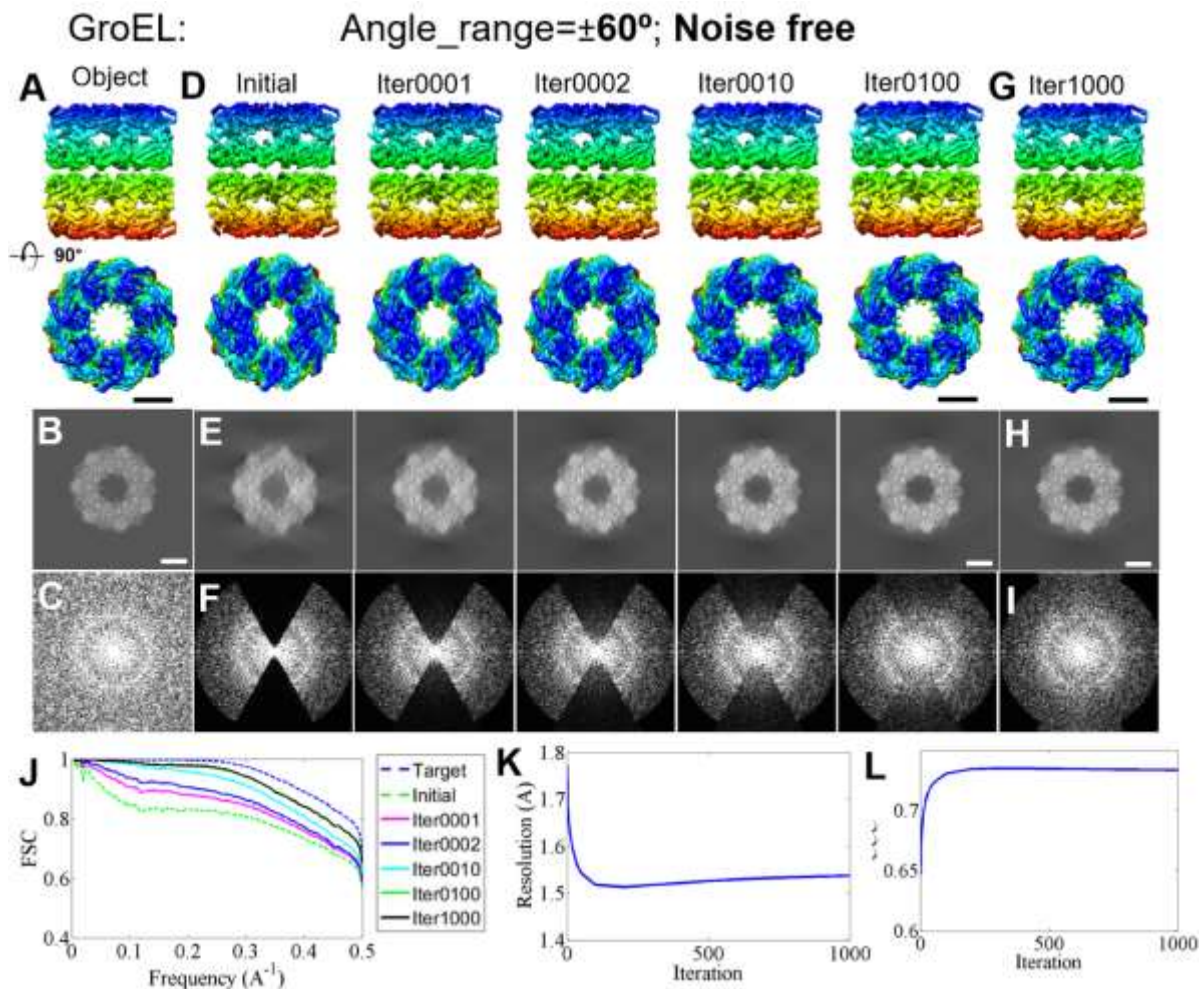 GroEL: Angle_range=±60º; Noise free
A Object D Initial Iter0001 Iter0002 Iter0010 Iter0100 G Iter1000
90°
B E H
C F I
J
1
0.8
0.6
0.4
FSC
0 0.1 0.2 0.3 0.4 0.5
Frequency (A⁻¹)
Target
Initial
Iter0001
Iter0002
Iter0010
Iter0100
Iter1000
K
1.8
1.7
1.6
1.5
1.4
Resolution (A)
0 500 1000
Iteration
L
0.7
0.65
0.6
0 500 1000
Iteration